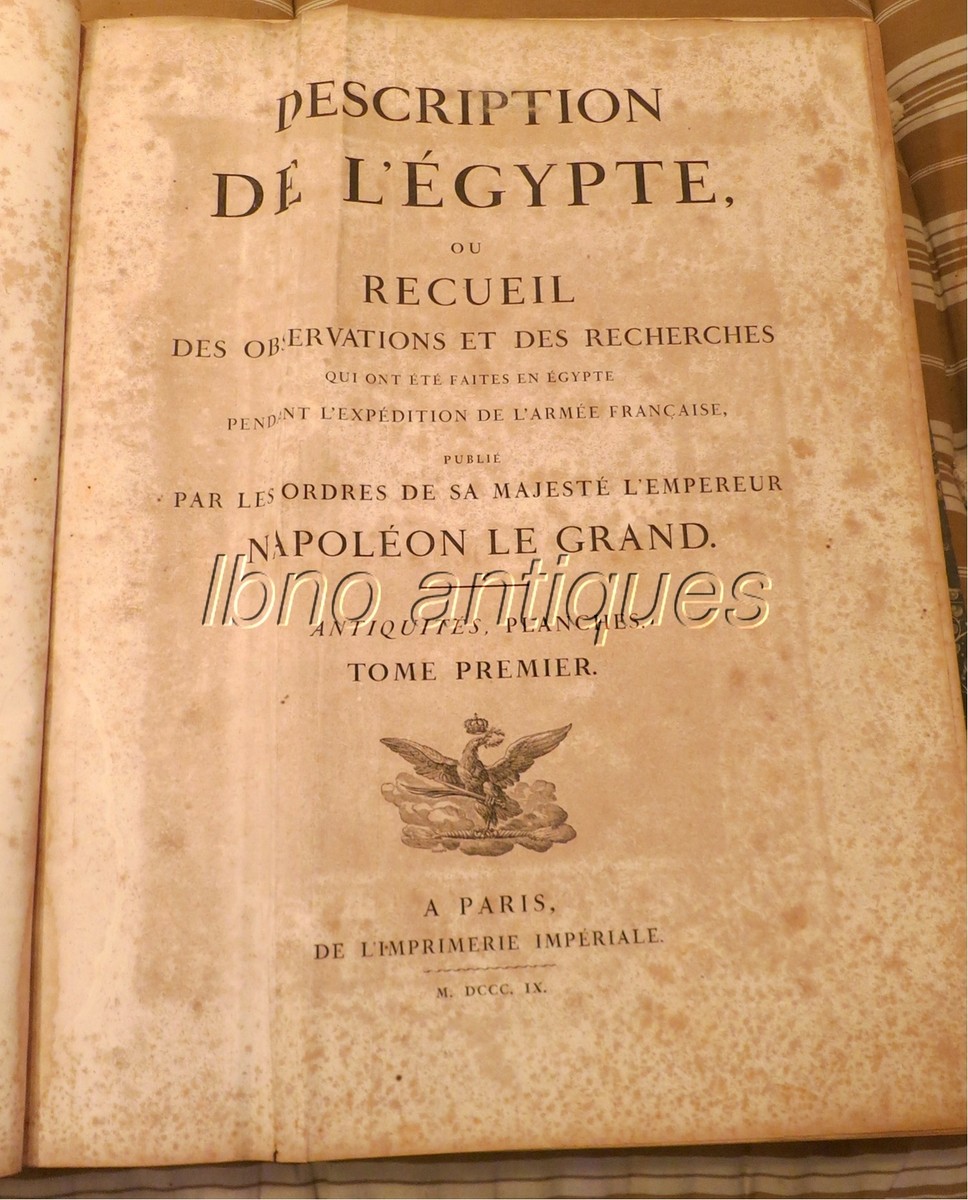 DESCRIPTION
DE L'ÉGYPTE,
OU
RECUEIL
DES OBSERVATIONS ET DES RECHERCHES
QUI ONT ÉTÉ FAITES EN ÉGYPTE
PENDANT L'EXPÉDITION DE L'ARMÉE FRANÇAISE,
PUBLIÉ
PAR LES ORDRES DE SA MAJESTÉ L'EMPEREUR
NAPOLÉON LE GRAND.
Ibno antiques
ANTIQUITÉS, PLANCHES.
TOME PREMIER.
A PARIS,
DE L'IMPRIMERIE IMPÉRIALE.
M. DCCC. IX.